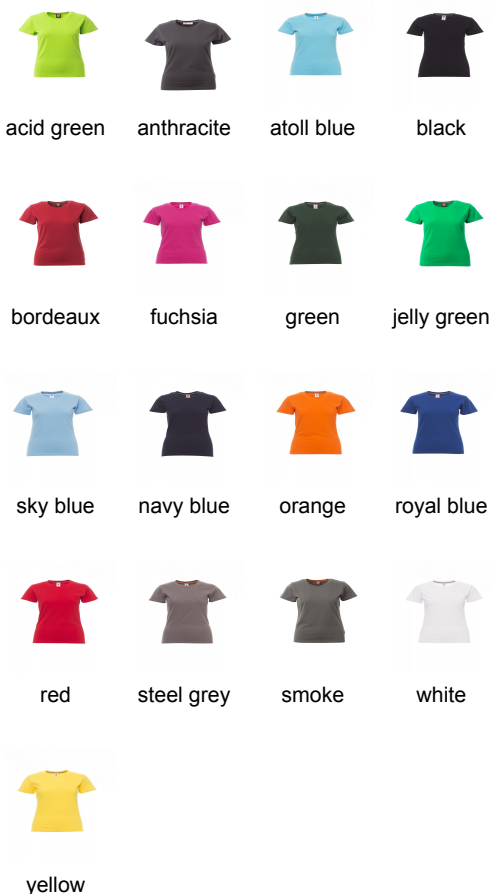 acid green anthracite atoll blue black
bordeaux fuchsia green jelly green
sky blue navy blue orange royal blue
red steel grey smoke white
yellow